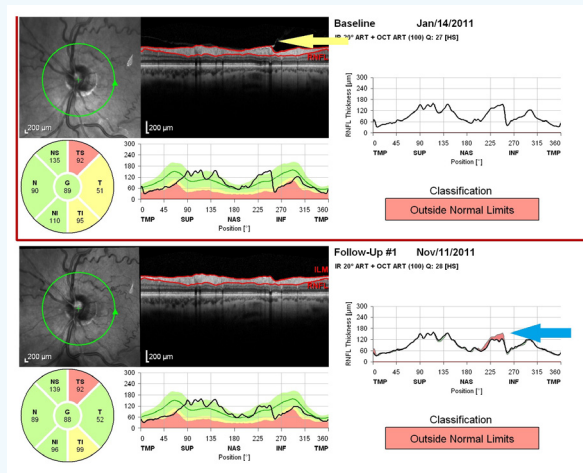 Baseline Jan/14/2011
IR 20° ART + OCT ART (100) Q: 27 [HS]
RNFL
200 µm
200 µm
RNFL Thickness [µm]
300
240
180
120
60
0
0 45 90 135 180 225 270 315 360
TMP SUP NAS INF TMP
Position [°]
NS
135
TS
92
N
90
G
89
T
51
NI
110
TI
95
300
240
180
120
60
0
0 45 90 135 180 225 270 315 360
TMP SUP NAS INF TMP
Position [°]
Classification
Outside Normal Limits
Follow-Up #1 Nov/11/2011
IR 20° ART + OCT ART (100) Q: 28 [HS]
ILM
RNFL
200 µm
200 µm
RNFL Thickness [µm]
300
240
180
120
60
0
0 45 90 135 180 225 270 315 360
TMP SUP NAS INF TMP
Position [°]
NS
139
TS
92
N
89
G
88
T
52
NI
96
TI
99
300
240
180
120
60
0
0 45 90 135 180 225 270 315 360
TMP SUP NAS INF TMP
Position [°]
Classification
Outside Normal Limits